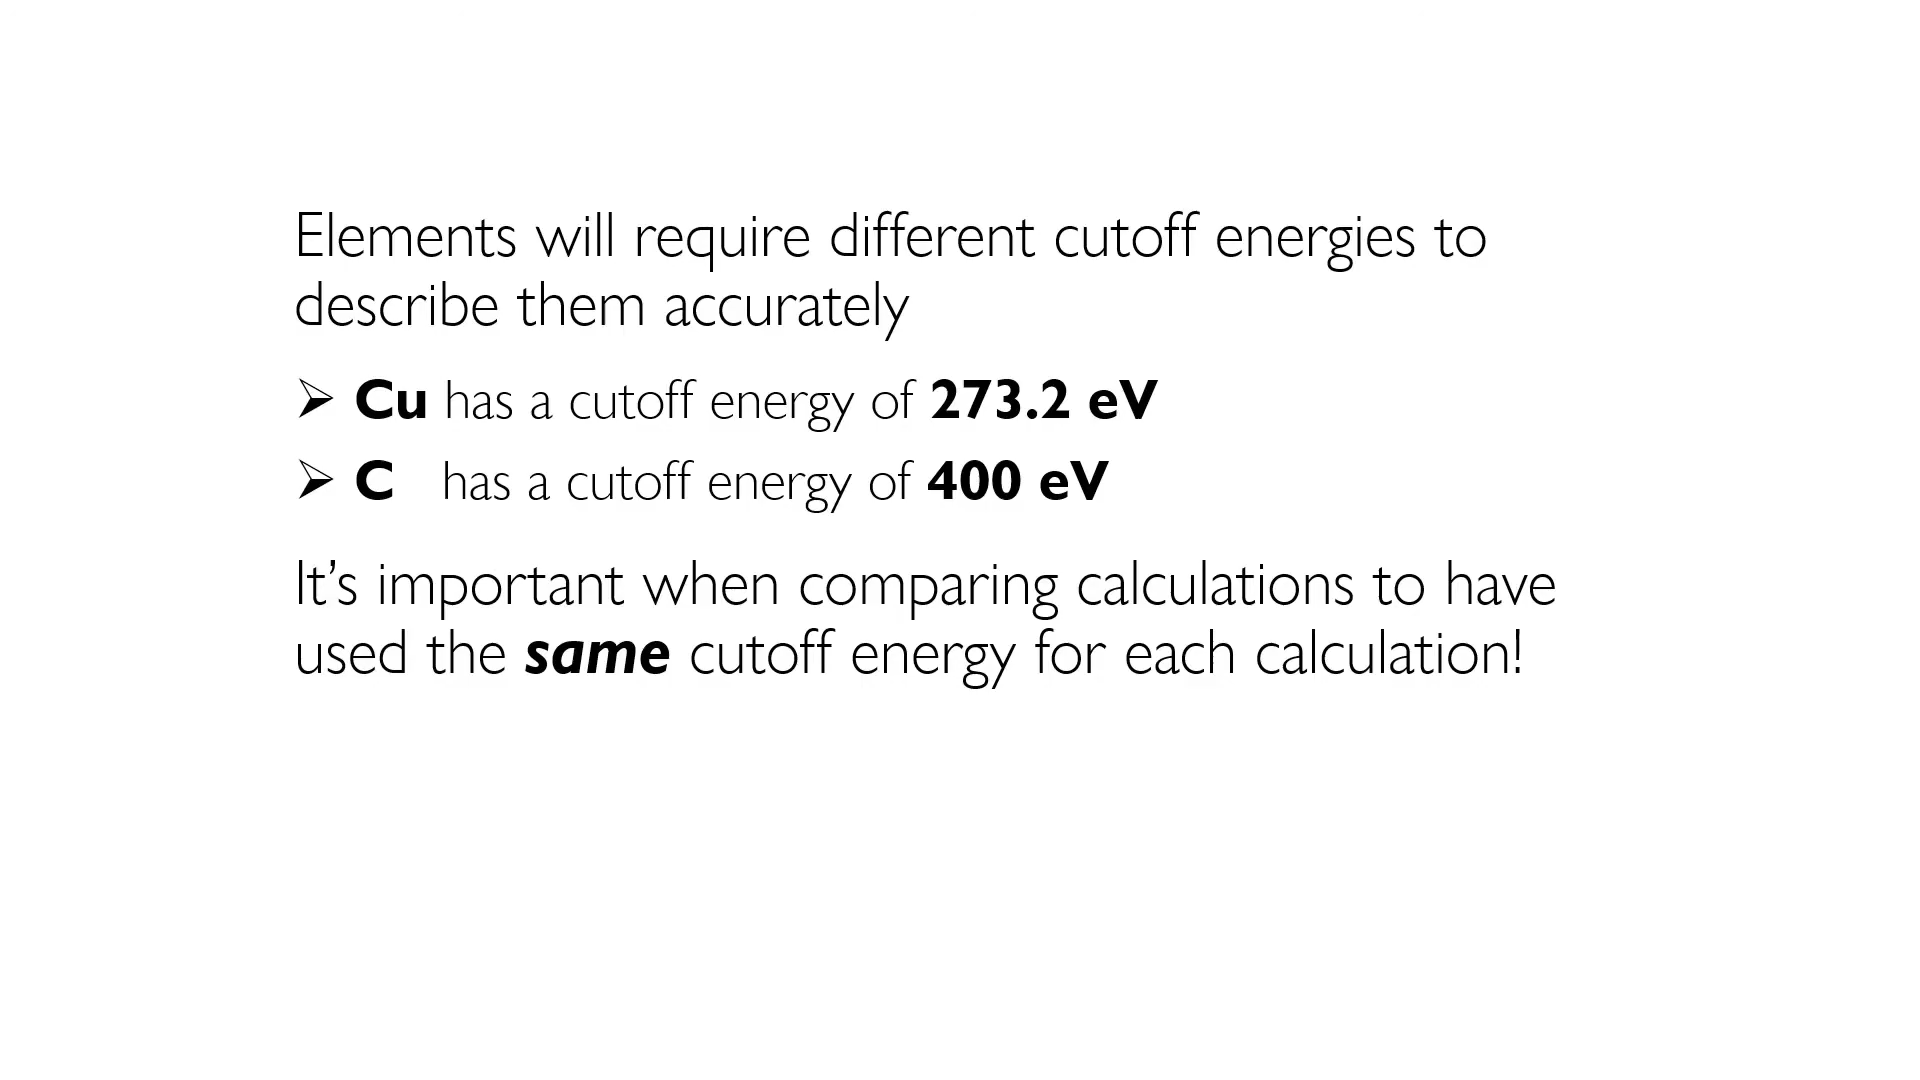 Elements will require different cutoff energies to
describe them accurately
➢ Cu has a cutoff energy of 273.2 eV
➢ C has a cutoff energy of 400 eV
It’s important when comparing calculations to have
used the same cutoff energy for each calculation!